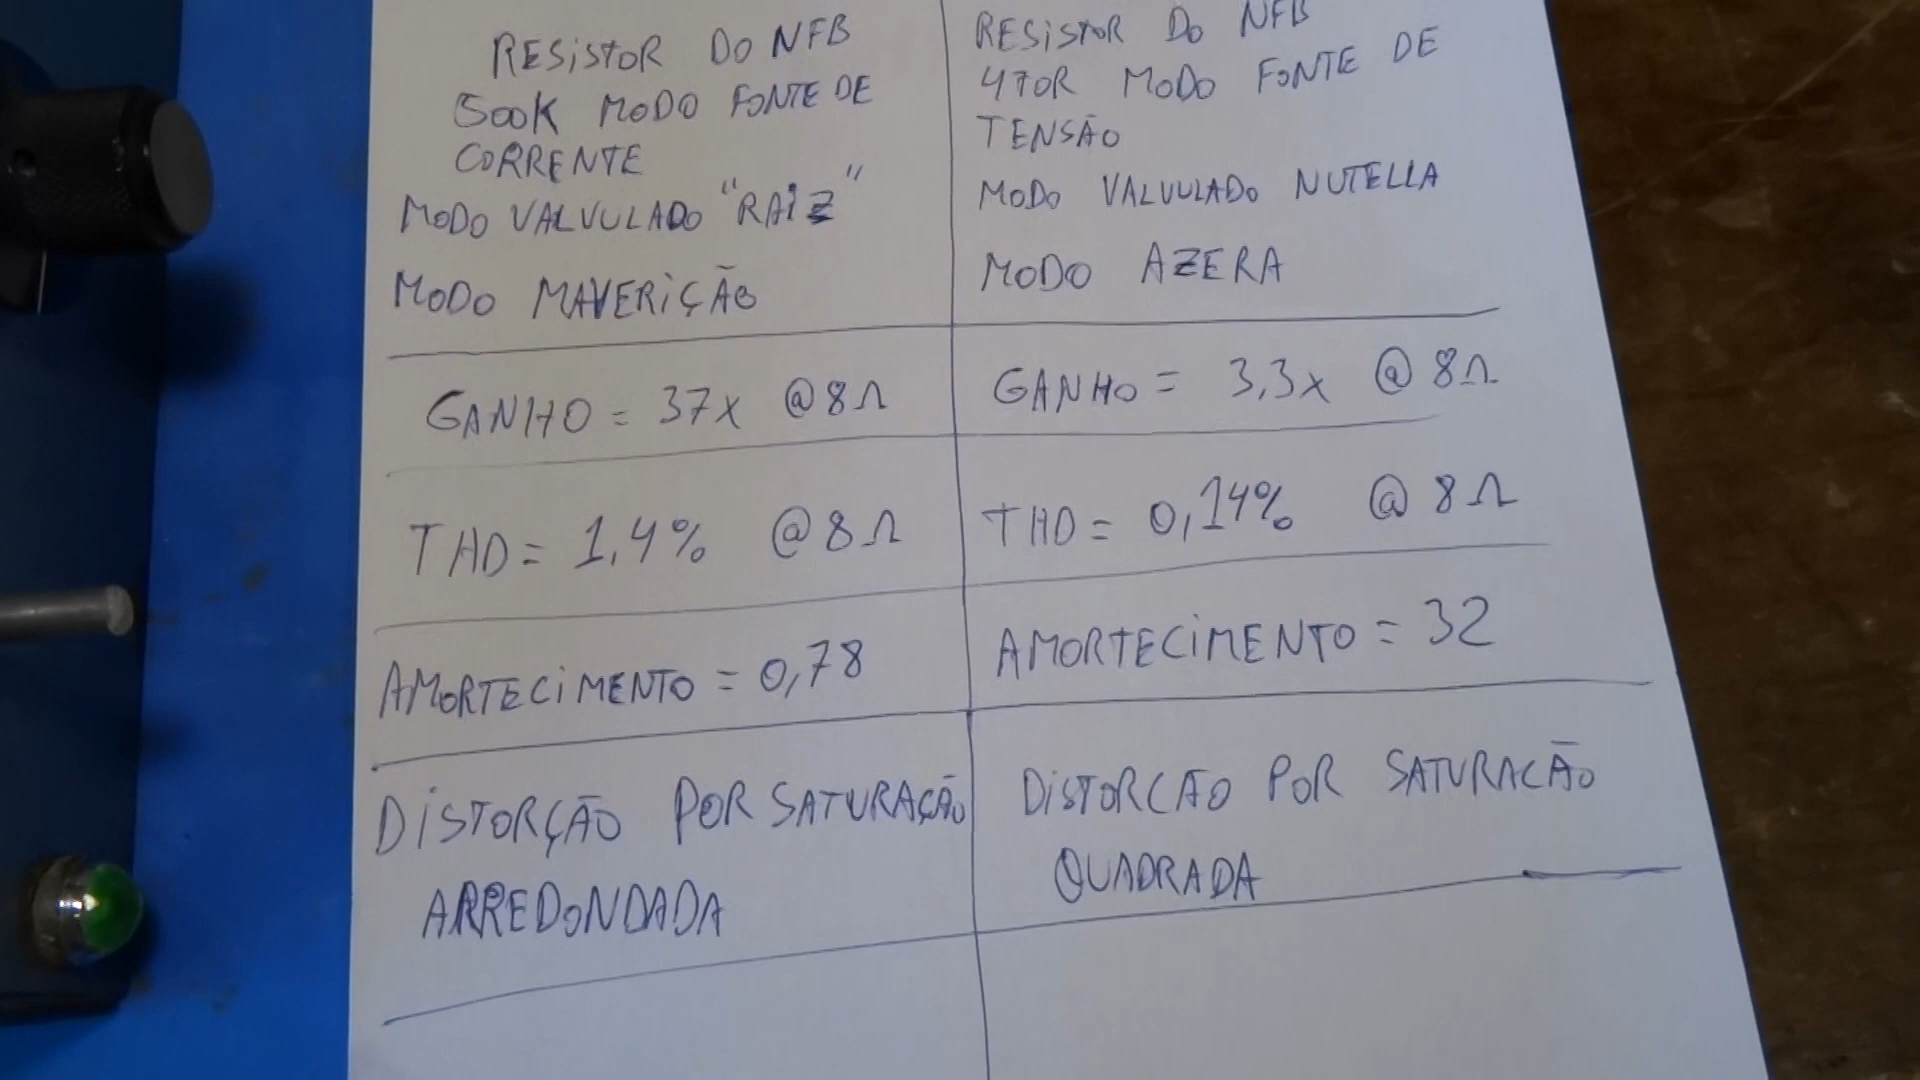 RESISTOR DO NFB
500K MODO FONTE DE
CORRENTE
MODO VALVULADO "RAIZ"
MODO MAVERIÇÃO
GANHO = 37x @8Ω
THD = 1,4% @8Ω
AMORTECIMENTO = 0,78
DISTORÇÃO POR SATURAÇÃO
ARREDONDADA
RESISTOR DO NFB
470R MODO FONTE DE
TENSÃO
MODO VALVULADO NUTELLA
MODO AZERA
GANHO = 3,3x @ 8Ω
THD = 0,14% @ 8Ω
AMORTECIMENTO = 32
DISTORCAO POR SATURACÃO
QUADRADA